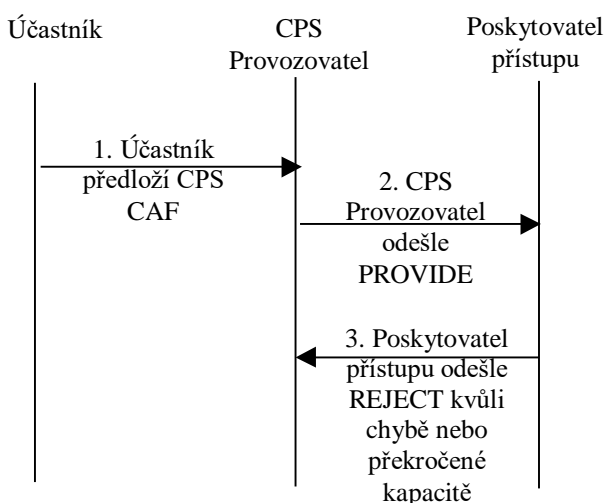 Účastník
CPS
Provozovatel
Poskytovatel
přístupu
1. Účastník
předloží CPS
CAF
2. CPS
Provozovatel
odešle
PROVIDE
3. Poskytovatel
přístupu odešle
REJECT kvůli
chybě nebo
překročené
kapacitě